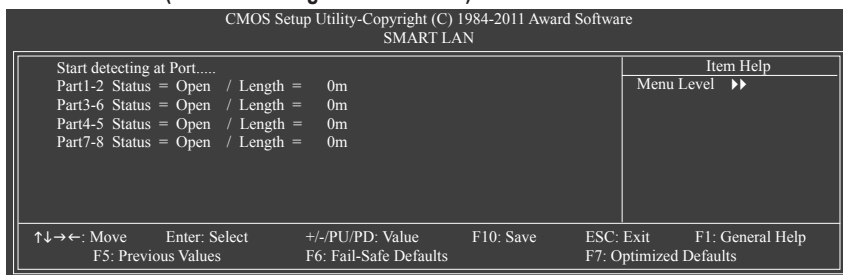 CMOS Setup Utility-Copyright (C) 1984-2011 Award Software
SMART LAN
Start detecting at Port.....
Part1-2 Status = Open / Length = 0m
Part3-6 Status = Open / Length = 0m
Part4-5 Status = Open / Length = 0m
Part7-8 Status = Open / Length = 0m
Item Help
Menu Level ▶▶
↑↓→←: Move Enter: Select +/-/PU/PD: Value F10: Save ESC: Exit F1: General Help
F5: Previous Values F6: Fail-Safe Defaults F7: Optimized Defaults